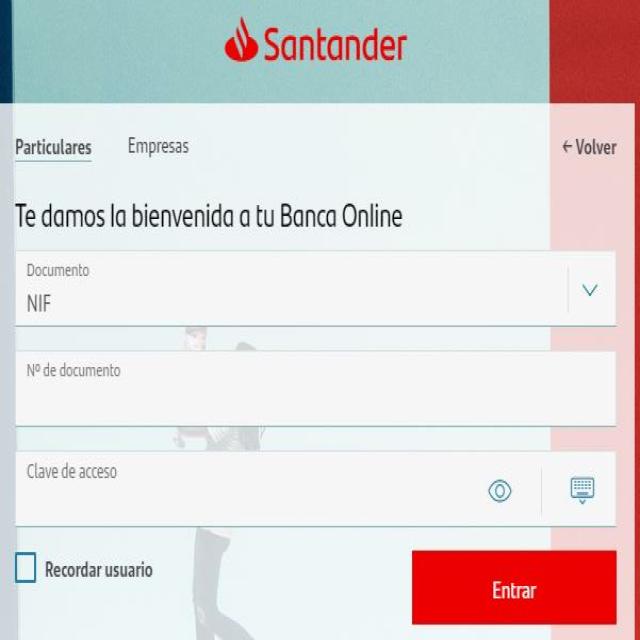 Santander
Particulares Empresas ← Volver
Te damos la bienvenida a tu Banca Online
Documento
NIF
Nº de documento
Clave de acceso
Recordar usuario
Entrar